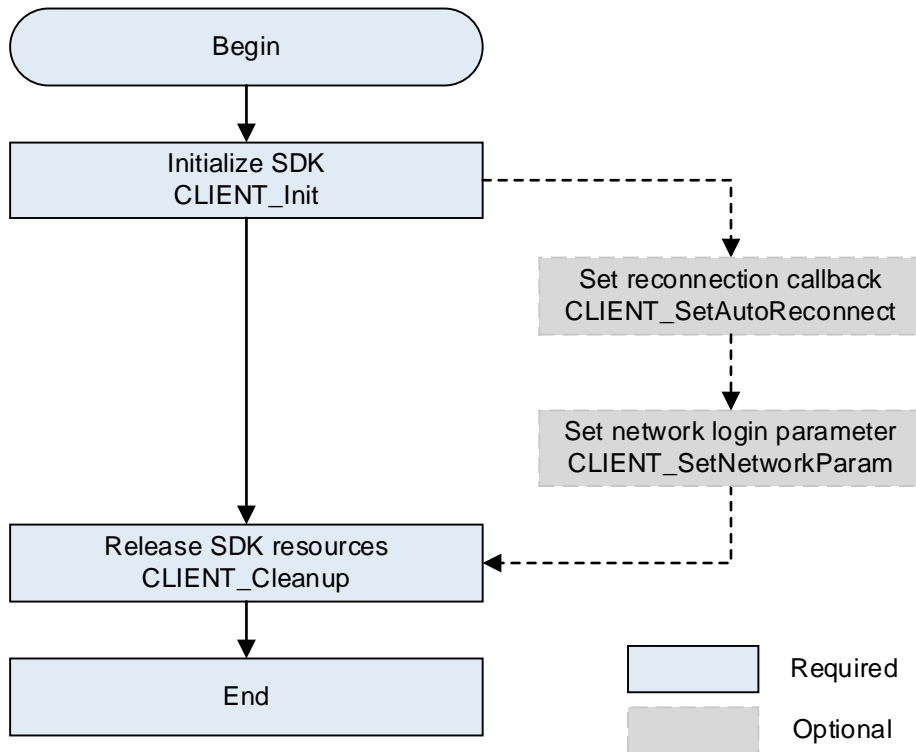 Begin
Initialize SDK
CLIENT_Init
Set reconnection callback
CLIENT_SetAutoReconnect
Set network login parameter
CLIENT_SetNetworkParam
Release SDK resources
CLIENT_Cleanup
End
Required
Optional